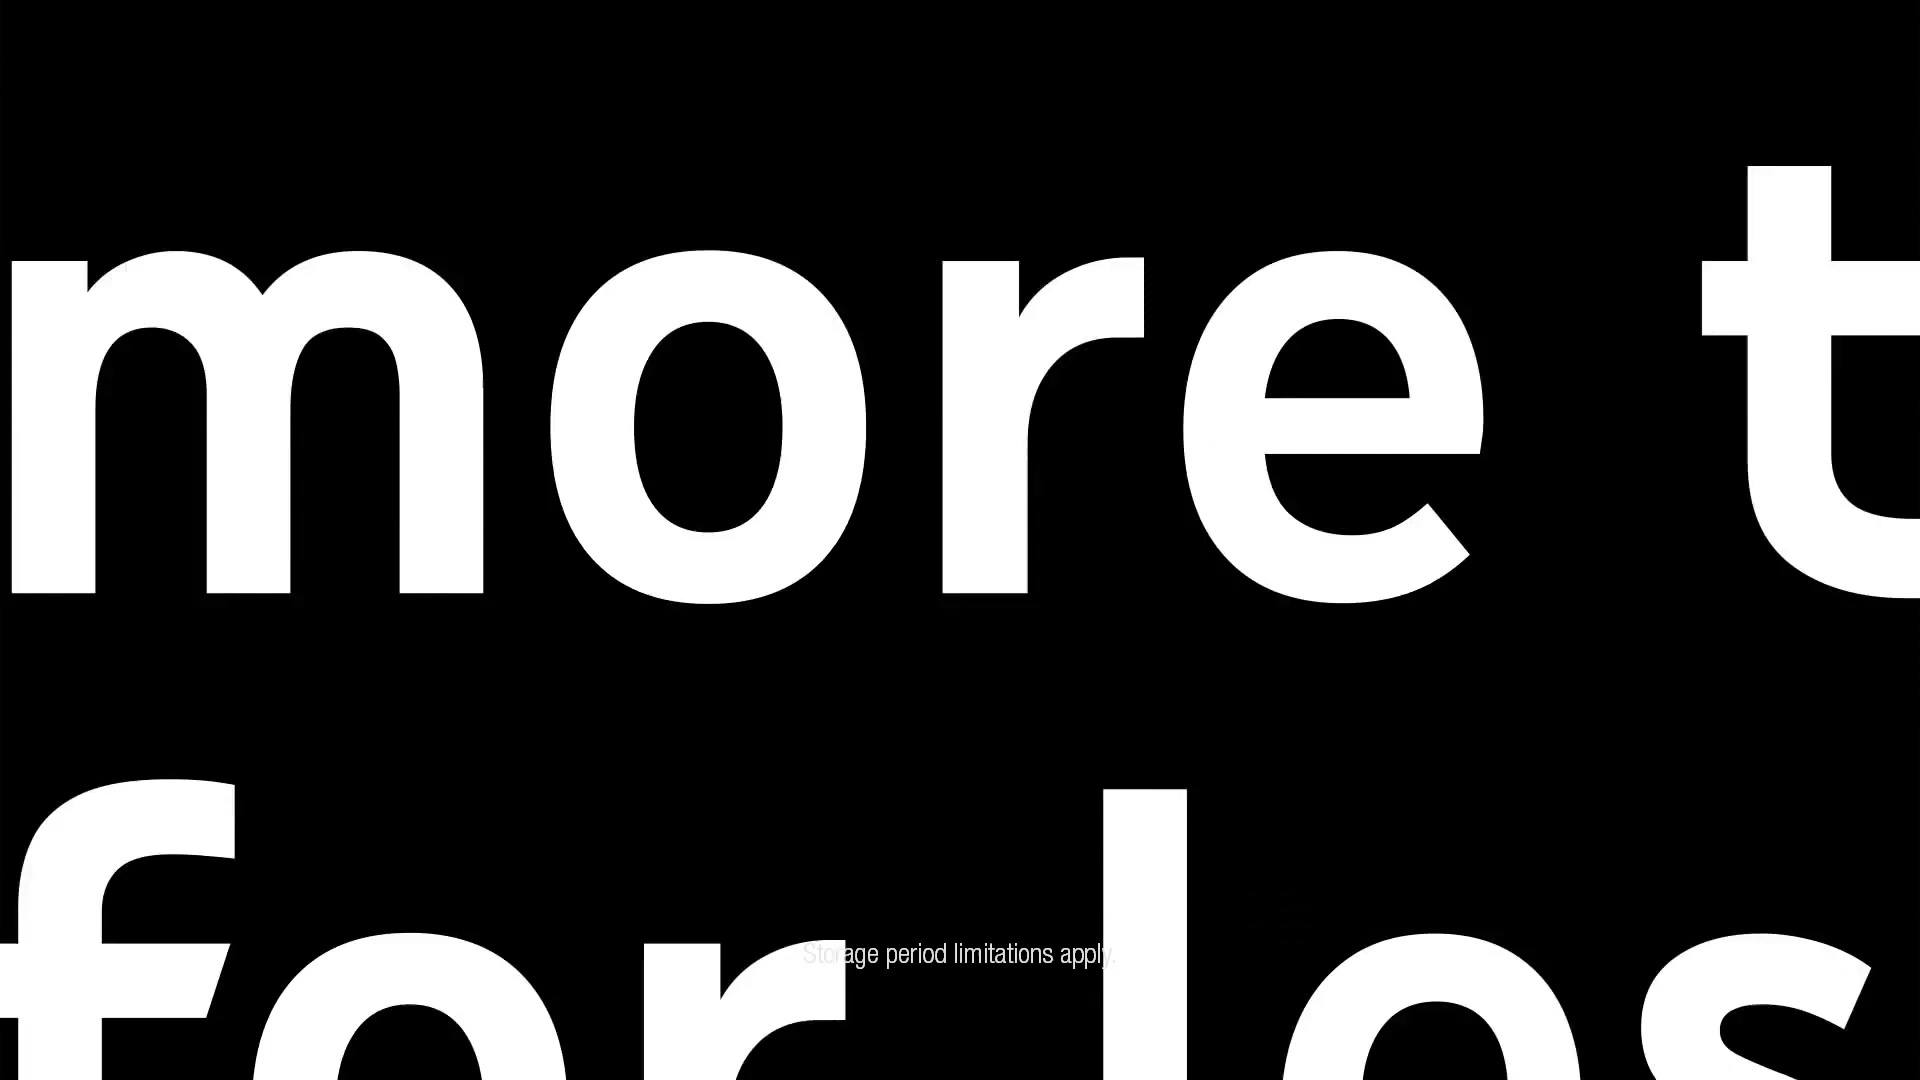 more t
for les
Storage period limitations apply.